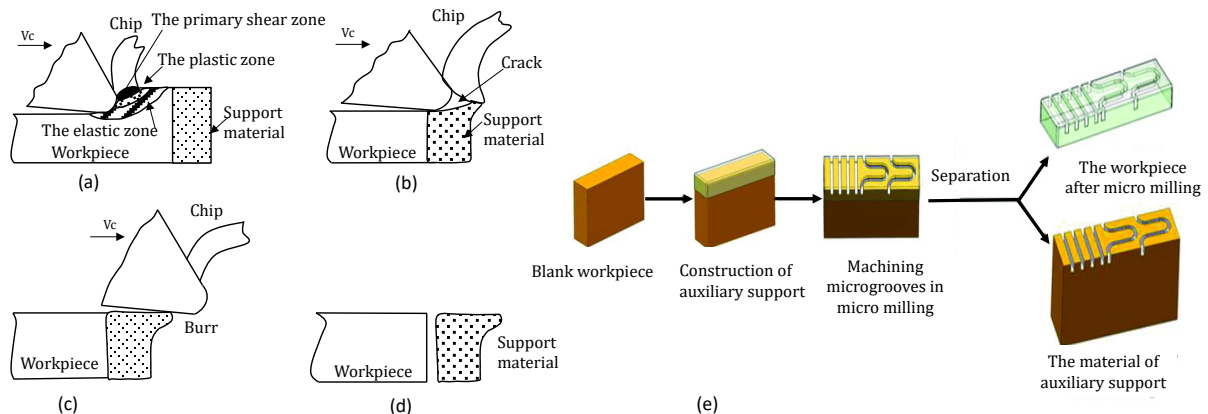 The primary shear zone
Chip
Vc
The plastic zone
Support
material
The elastic zone
Workpiece
(a)
Chip
Vc
Crack
Support
material
Workpiece
(b)
Chip
Vc
Burr
Workpiece
(c)
Workpiece
Support
material
(d)
Blank workpiece
Construction of
auxiliary support
Machining
microgrooves in
micro milling
Separation
The workpiece
after micro milling
The material of
auxiliary support
(e)